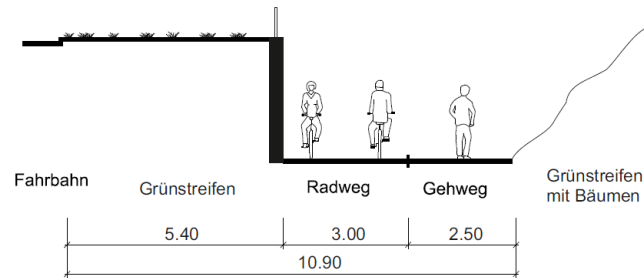 Fahrbahn
Grünstreifen
Radweg
Gehweg
Grünstreifen
mit Bäumen
5.40
3.00
2.50
10.90